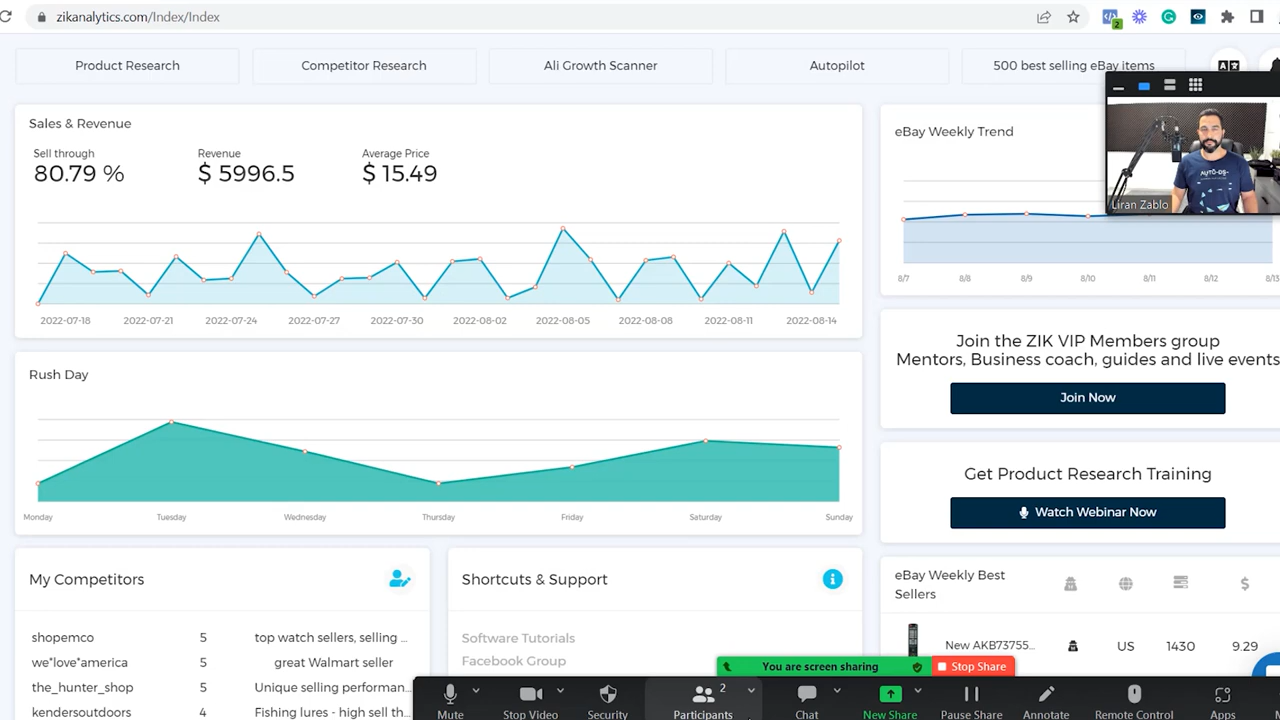 zikanalytics.com/Index/Index
2
Product Research
Competitor Research
Ali Growth Scanner
Autopilot
500 best selling eBay items
Sales & Revenue
Sell through
80.79 %
Revenue
$ 5996.5
Average Price
$ 15.49
2022-07-18
2022-07-21
2022-07-24
2022-07-27
2022-07-30
2022-08-02
2022-08-05
2022-08-08
2022-08-11
2022-08-14
eBay Weekly Trend
8/7
8/8
8/9
8/10
8/11
8/12
8/13
AUTO-DS
Liran Zablo
Rush Day
Monday
Tuesday
Wednesday
Thursday
Friday
Saturday
Sunday
Join the ZIK VIP Members group
Mentors, Business coach, guides and live events
Join Now
Get Product Research Training
Watch Webinar Now
My Competitors
shopemco 5 top watch sellers, selling ...
we*love*america 5 great Walmart seller
the_hunter_shop 5 Unique selling performan...
kendersoutdoors 4 Fishing lures - high sell th...
Shortcuts & Support
Software Tutorials
Facebook Group
eBay Weekly Best
Sellers
$
New AKB73755... US 1430 9.29
You are screen sharing
Stop Share
Mute
Stop Video
Security
2
Participants
Chat
New Share
Pause Share
Annotate
Remote Control
Apps